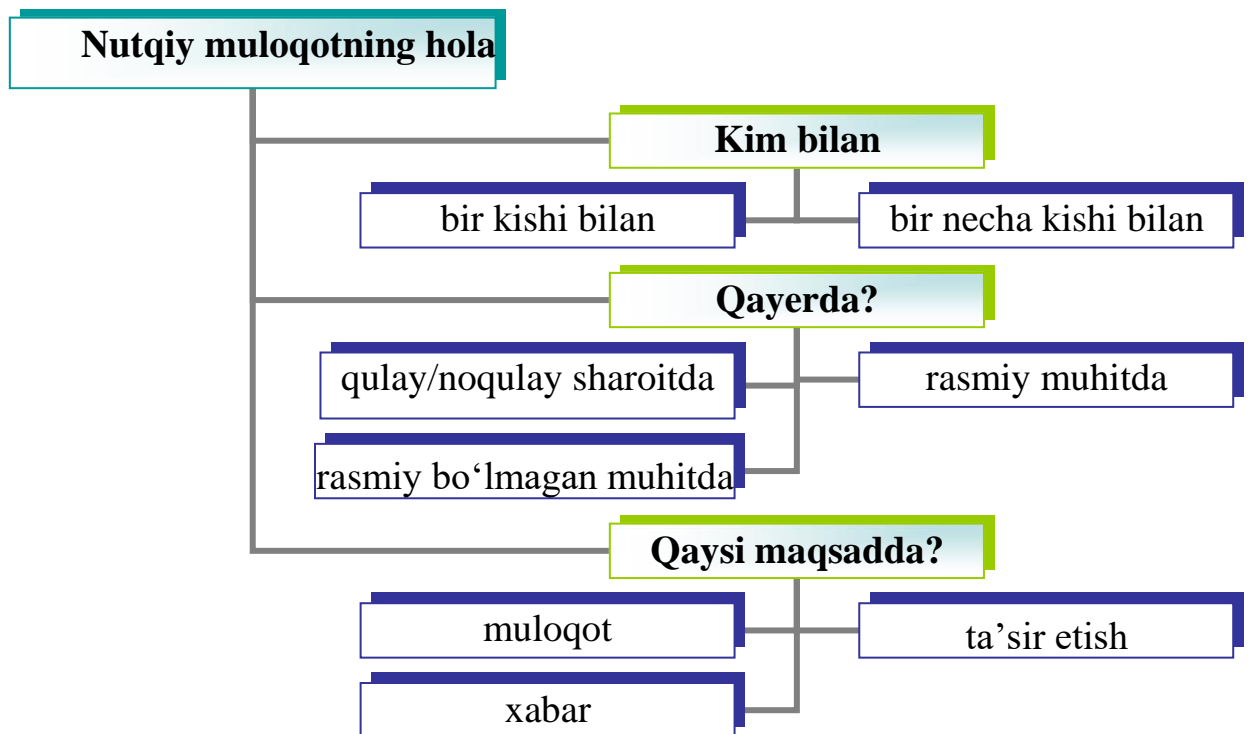 Nutqiy muloqotning hola
Kim bilan
bir kishi bilan
bir necha kishi bilan
Qayerda?
qulay/noqulay sharoitda
rasmiy muhitda
rasmiy bo‘lmagan muhitda
Qaysi maqsadda?
muloqot
ta’sir etish
xabar